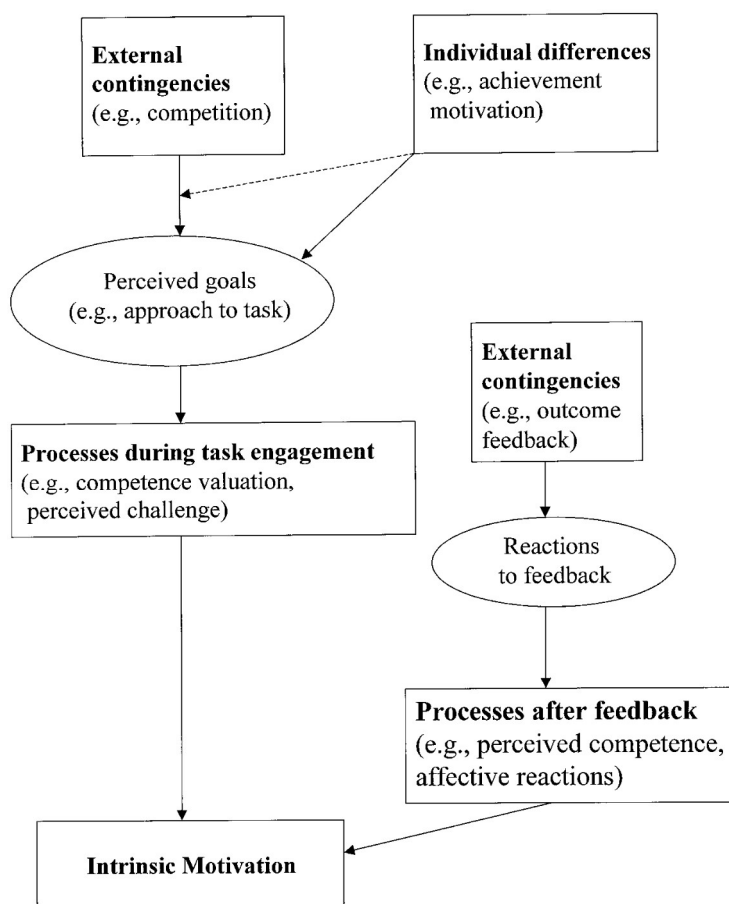 External
contingencies
(e.g., competition)
Individual differences
(e.g., achievement
motivation)
Perceived goals
(e.g., approach to task)
External
contingencies
(e.g., outcome
feedback)
Processes during task engagement
(e.g., competence valuation,
perceived challenge)
Reactions
to feedback
Processes after feedback
(e.g., perceived competence,
affective reactions)
Intrinsic Motivation